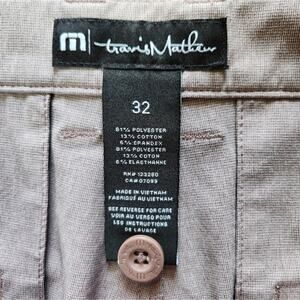 m travisMathew
32
81% POLYESTER
13% COTTON
6% SPANDEX
81% POLYESTER
13% COTON
6% ELASTHANNE
RN# 123280
CA# 07099
MADE IN VIETNAM
FABRIQUÉ AU VIETNAM
SEE REVERSE FOR CARE
VOIR AU VERSO POUR
LES INSTRUCTIONS
DE LAVAGE